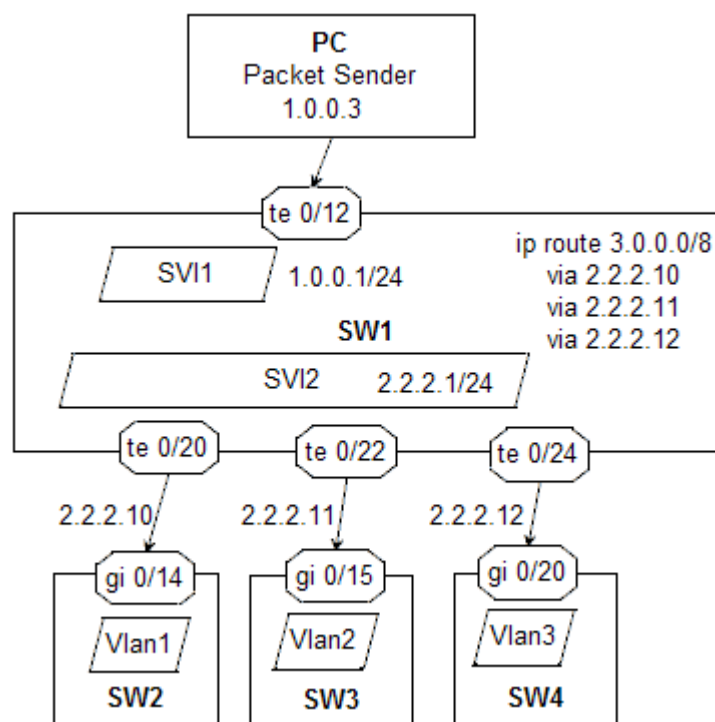 PC
Packet Sender
1.0.0.3
te 0/12
SVI1
1.0.0.1/24
ip route 3.0.0.0/8
via 2.2.2.10
via 2.2.2.11
via 2.2.2.12
SW1
SVI2
2.2.2.1/24
te 0/20
te 0/22
te 0/24
2.2.2.10
2.2.2.11
2.2.2.12
gi 0/14
gi 0/15
gi 0/20
Vlan1
Vlan2
Vlan3
SW2
SW3
SW4